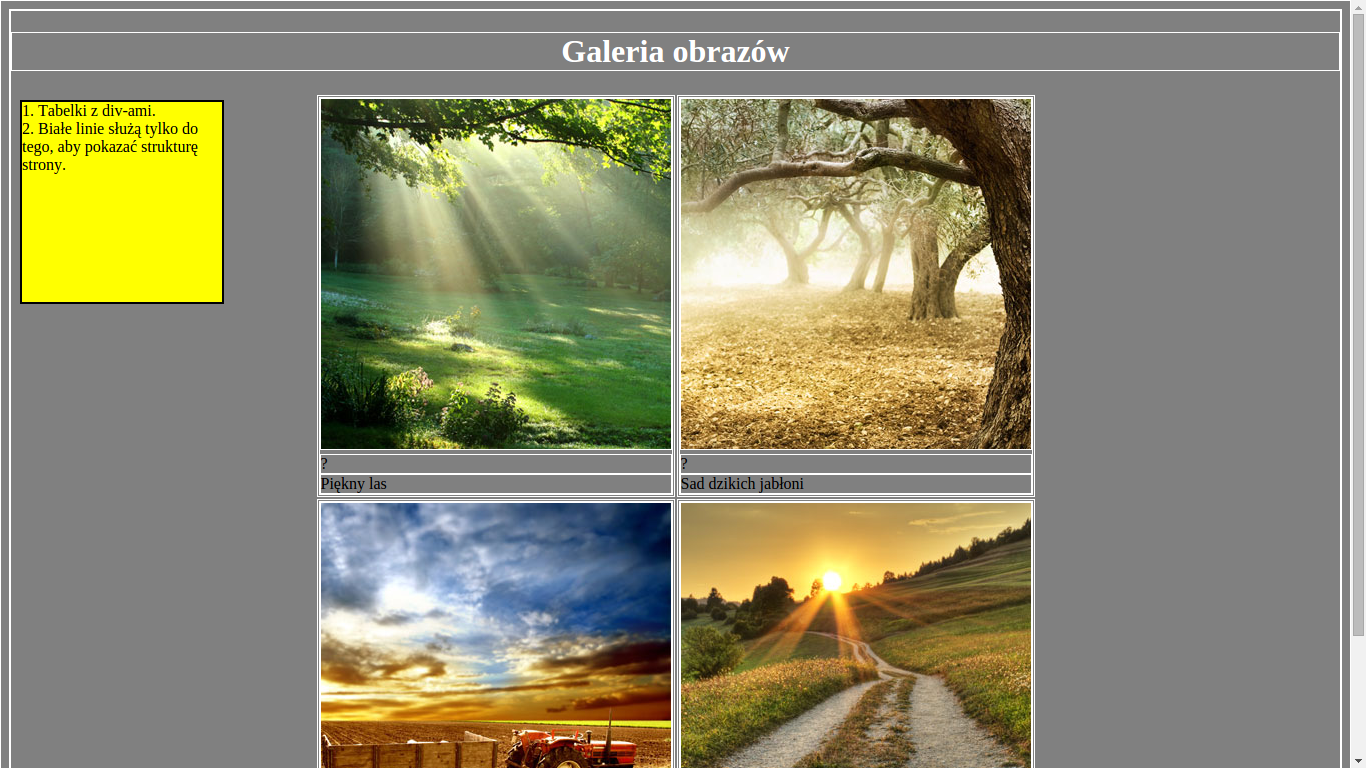 Galeria obrazów
1. Tabelki z div-ami.
2. Białe linie służą tylko do
tego, aby pokazać strukturę
strony.
?
?
Piękny las
Sad dzikich jabłoni